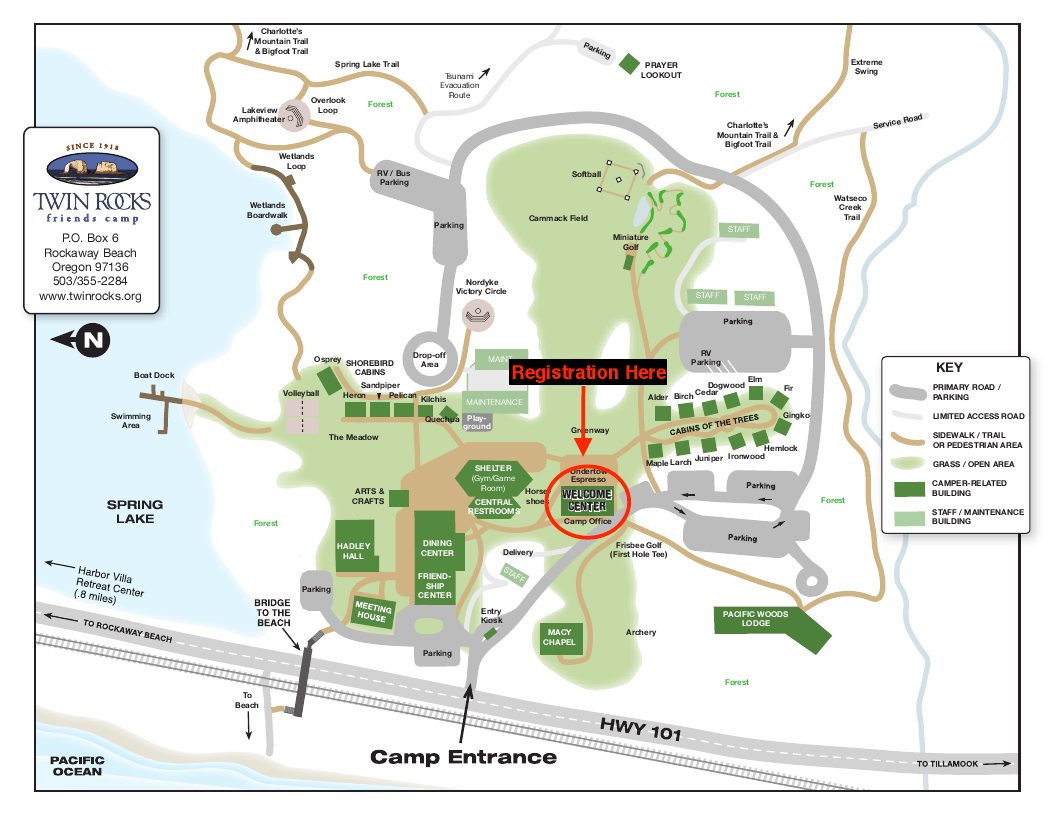 Charlotte's
Mountain Trail
& Bigfoot Trail
Spring Lake Trail
Tsunami
Evacuation
Route
Parking
PRAYER
LOOKOUT
Extreme
Swing
Forest
Overlook
Loop
Lakeview
Amphitheater
Forest
Charlotte's
Mountain Trail &
Bigfoot Trail
Service Road
SINCE 1918
TWIN ROCKS
friends camp
P.O. Box 6
Rockaway Beach
Oregon 97136
503/355-2284
www.twinrocks.org
Wetlands
Loop
RV / Bus
Parking
Softball
Forest
Watseco
Creek
Trail
Wetlands
Boardwalk
Parking
Cammack Field
Miniature
Golf
STAFF
Forest
Nordyke
Victory Circle
STAFF
STAFF
Parking
N
Drop-off
Area
MAINT.
MAINTENANCE
RV
Parking
Registration Here
Boat Dock
Swimming
Area
Osprey
SHOREBIRD
CABINS
Volleyball
Heron
Sandpiper
Pelican
Kilchis
Quechsia
Play-
ground
The Meadow
Greenway
Alder
Birch
Cedar
Dogwood
Elm
Fir
Gingko
CABINS OF THE TREES
Maple
Larch
Juniper
Ironwood
Hemlock
KEY
PRIMARY ROAD /
PARKING
LIMITED ACCESS ROAD
SIDEWALK / TRAIL
OR PEDESTRIAN AREA
GRASS / OPEN AREA
CAMPER-RELATED
BUILDING
STAFF / MAINTENANCE
BUILDING
SPRING
LAKE
Forest
ARTS &
CRAFTS
SHELTER
(Gym/Game
Room)
CENTRAL
RESTROOMS
Horse
shoes
Undertow
Espresso
WELCOME
CENTER
Camp Office
Parking
Parking
Forest
HADLEY
HALL
DINING
CENTER
FRIEND-
SHIP
CENTER
Delivery
STAFF
Frisbee Golf
(First Hole Tee)
Harbor Villa
Retreat Center
(.8 miles)
Parking
MEETING
HOUSE
BRIDGE
TO THE
BEACH
Entry
Kiosk
MACY
CHAPEL
Archery
PACIFIC WOODS
LODGE
TO ROCKAWAY BEACH
Parking
Forest
To
Beach
HWY 101
Camp Entrance
PACIFIC
OCEAN
TO TILLAMOOK